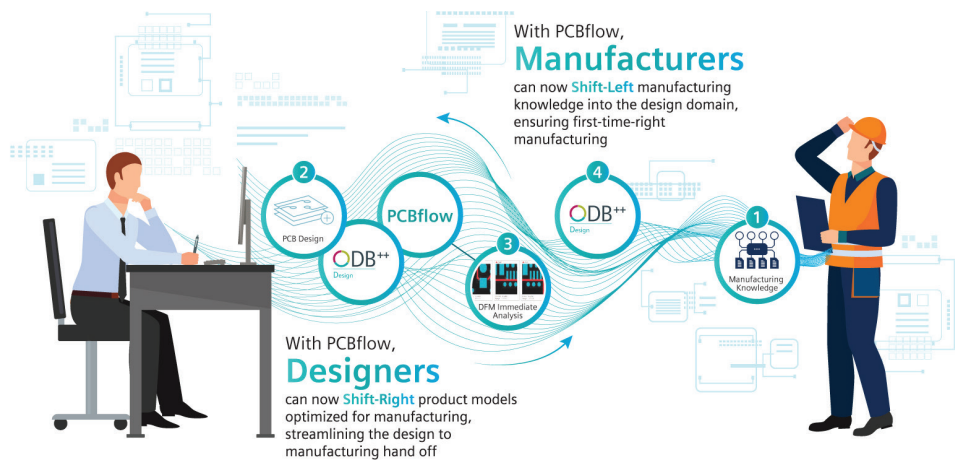 With PCBflow,
Manufacturers
can now Shift-Left manufacturing
knowledge into the design domain,
ensuring first-time-right
manufacturing
2
PCB Design
ODB++
Design
PCBflow
3
DFM Immediate
Analysis
4
ODB++
Design
1
Manufacturing
Knowledge
With PCBflow,
Designers
can now Shift-Right product models
optimized for manufacturing,
streamlining the design to
manufacturing hand off